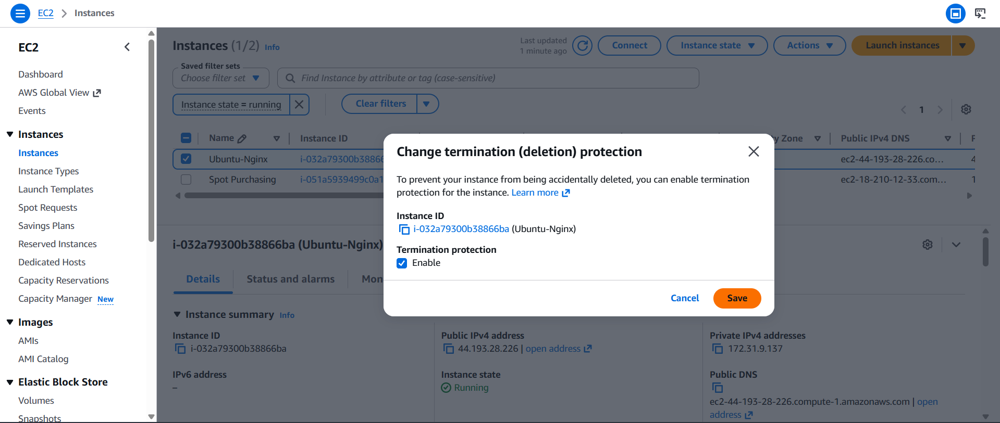 EC2 > Instances
EC2
Dashboard
AWS Global View
Events
Instances
Instances
Instance Types
Launch Templates
Spot Requests
Savings Plans
Reserved Instances
Dedicated Hosts
Capacity Reservations
Capacity Manager New
Images
AMIs
AMI Catalog
Elastic Block Store
Volumes
Snapshots
Instances (1/2) Info
Last updated
1 minute ago
Connect
Instance state
Actions
Launch instances
Saved filter sets
Choose filter set
Find Instance by attribute or tag (case-sensitive)
Instance state = running
Clear filters
1
Name Instance ID y Zone Public IPv4 DNS
Ubuntu-Nginx i-032a79300b38866 ec2-44-193-28-226.co... 4
Spot Purchasing i-051a5939499c0a1 ec2-18-210-12-33.com... 1
Change termination (deletion) protection
To prevent your instance from being accidentally deleted, you can enable termination
protection for the instance. Learn more
Instance ID
i-032a79300b38866ba (Ubuntu-Nginx)
Termination protection
Enable
Cancel
Save
i-032a79300b38866ba (Ubuntu-Nginx)
Details
Status and alarms
Mon
Instance summary Info
Instance ID
i-032a79300b38866ba
Public IPv4 address
44.193.28.226 | open address
Private IPv4 addresses
172.31.9.137
IPv6 address
–
Instance state
Running
Public DNS
ec2-44-193-28-226.compute-1.amazonaws.com | open
address